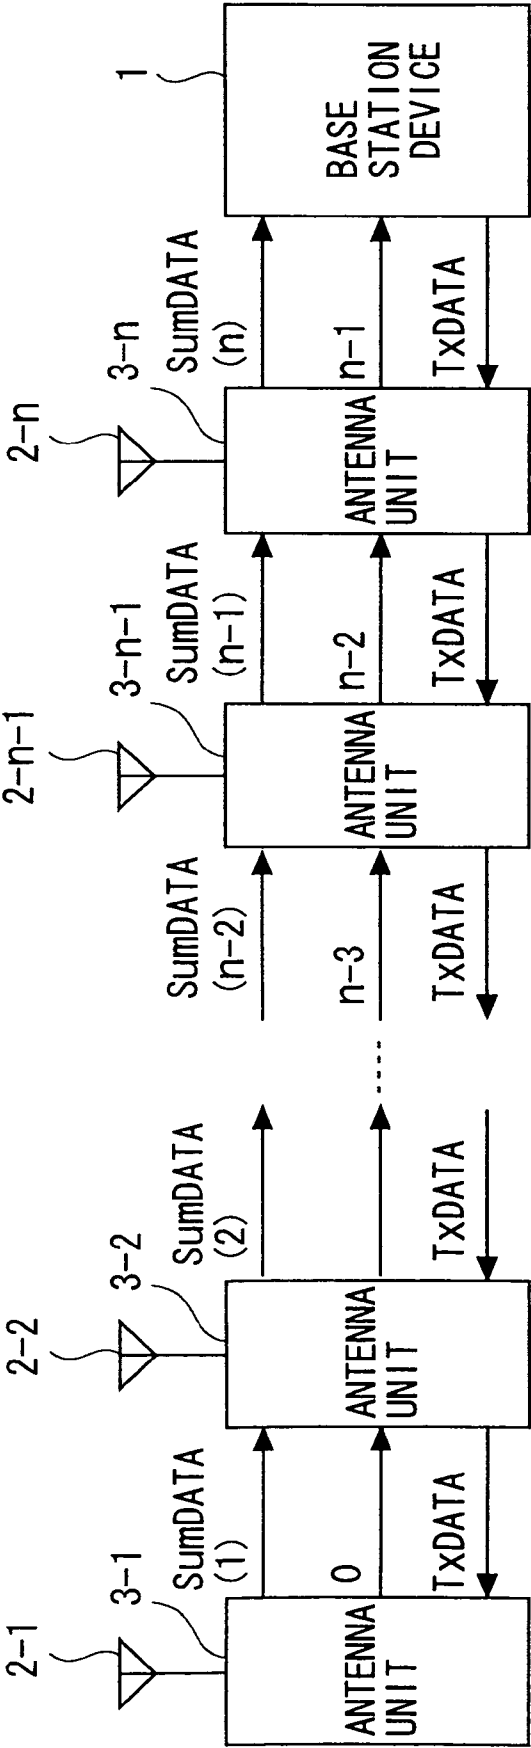 2-1
3-1
ANTENNA
UNIT
SumDATA
(1)
0
TxDATA
2-2
3-2
ANTENNA
UNIT
SumDATA
(2)
TxDATA
....
SumDATA
(n-2)
n-3
TxDATA
2-n-1
3-n-1
ANTENNA
UNIT
SumDATA
(n-1)
n-2
TxDATA
2-n
3-n
ANTENNA
UNIT
SumDATA
(n)
n-1
TxDATA
1
BASE
STATION
DEVICE